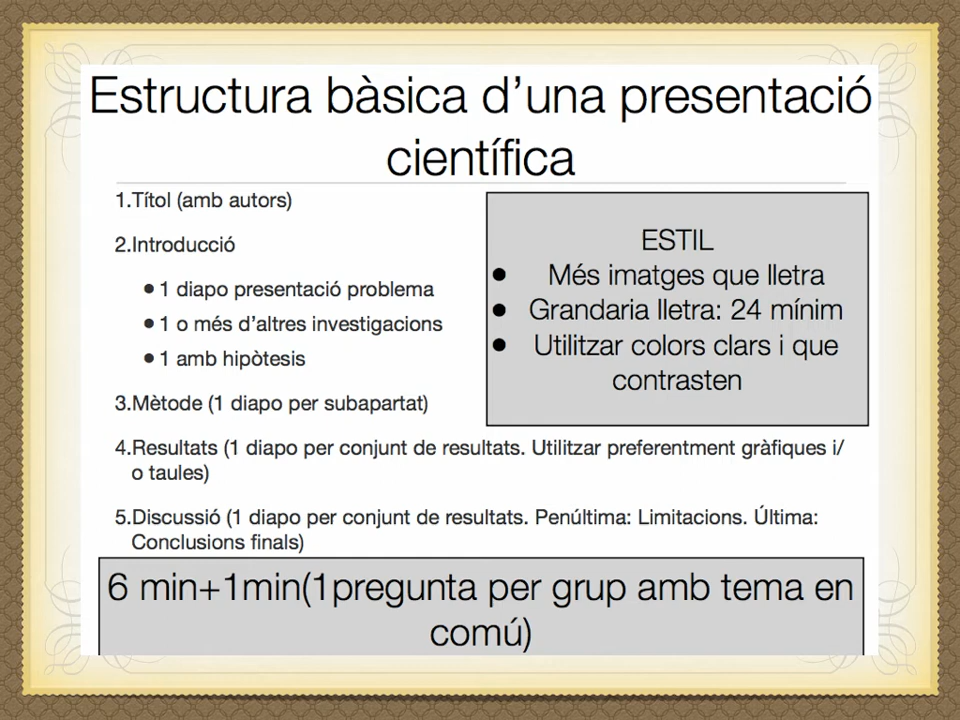 Estructura bàsica d'una presentació
científica
1.Títol (amb autors)
2.Introducció
● 1 diapo presentació problema
● 1 o més d'altres investigacions
● 1 amb hipòtesis
3.Mètode (1 diapo per subapartat)
ESTIL
● Més imatges que lletra
● Grandaria lletra: 24 mínim
● Utilitzar colors clars i que
contrasten
4.Resultats (1 diapo per conjunt de resultats. Utilitzar preferentment gràfiques i/
o taules)
5.Discussió (1 diapo per conjunt de resultats. Penúltima: Limitacions. Última:
Conclusions finals)
6 min+1min(1pregunta per grup amb tema en
comú)